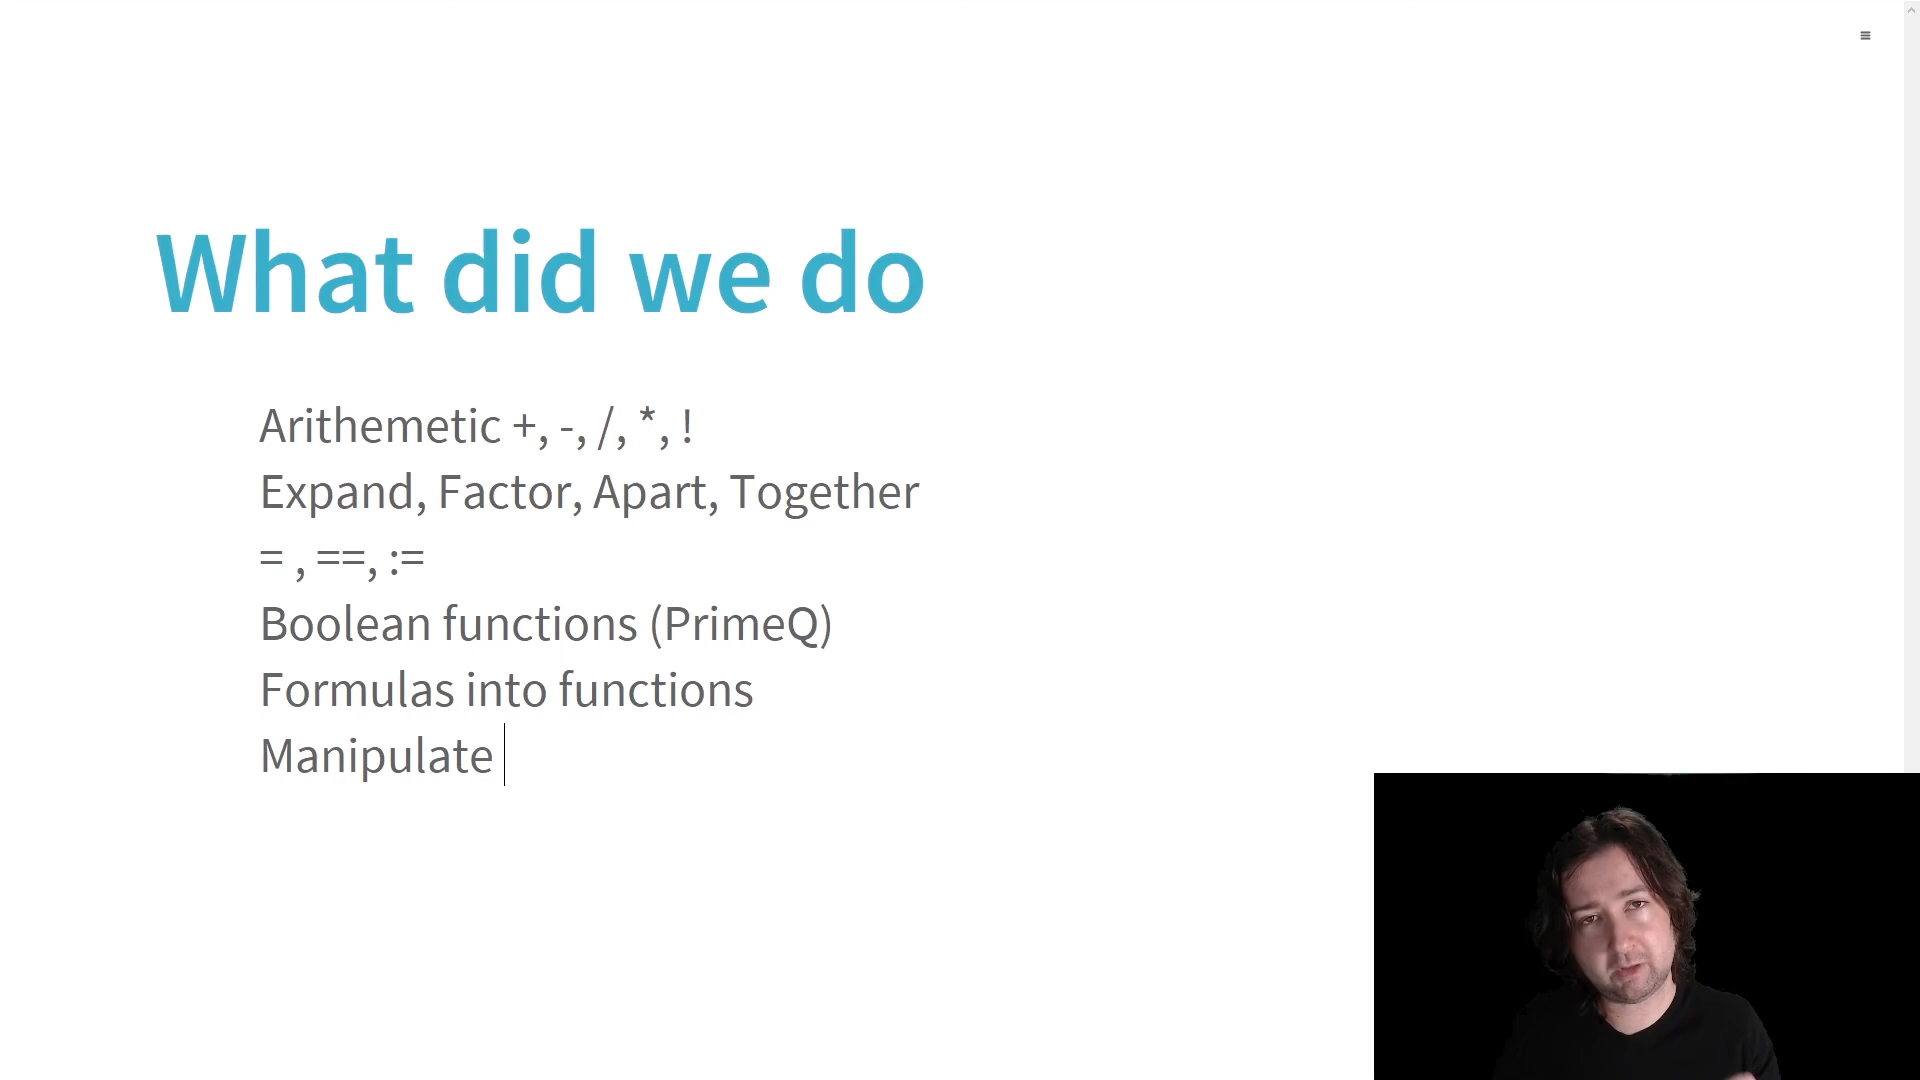 What did we do
Arithemetic +, -, /, *, !
Expand, Factor, Apart, Together
= , ==, :=
Boolean functions (PrimeQ)
Formulas into functions
Manipulate